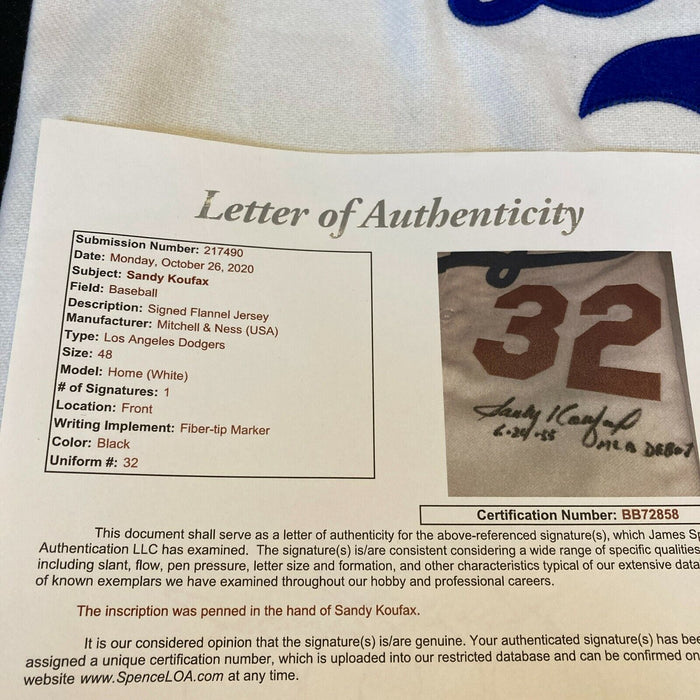 Letter of Authenticity
Submission Number: 217490
Date: Monday, October 26, 2020
Subject: Sandy Koufax
Field: Baseball
Description: Signed Flannel Jersey
Manufacturer: Mitchell & Ness (USA)
Type: Los Angeles Dodgers
Size: 48
Model: Home (White)
# of Signatures: 1
Location: Front
Writing Implement: Fiber-tip Marker
Color: Black
Uniform #: 32
32
Sandy Koufax
6-24-55
MLB DEBUT
Certification Number: BB72858
This document shall serve as a letter of authenticity for the above-referenced signature(s), which James Sp
Authentication LLC has examined. The signature(s) is/are consistent considering a wide range of specific qualities
including slant, flow, pen pressure, letter size and formation, and other characteristics typical of our extensive data
of known exemplars we have examined throughout our hobby and professional careers.
The inscription was penned in the hand of Sandy Koufax.
It is our considered opinion that the signature(s) is/are genuine. Your authenticated signature(s) has bee
assigned a unique certification number, which is uploaded into our restricted database and can be confirmed on
website www.SpenceLOA.com at any time.